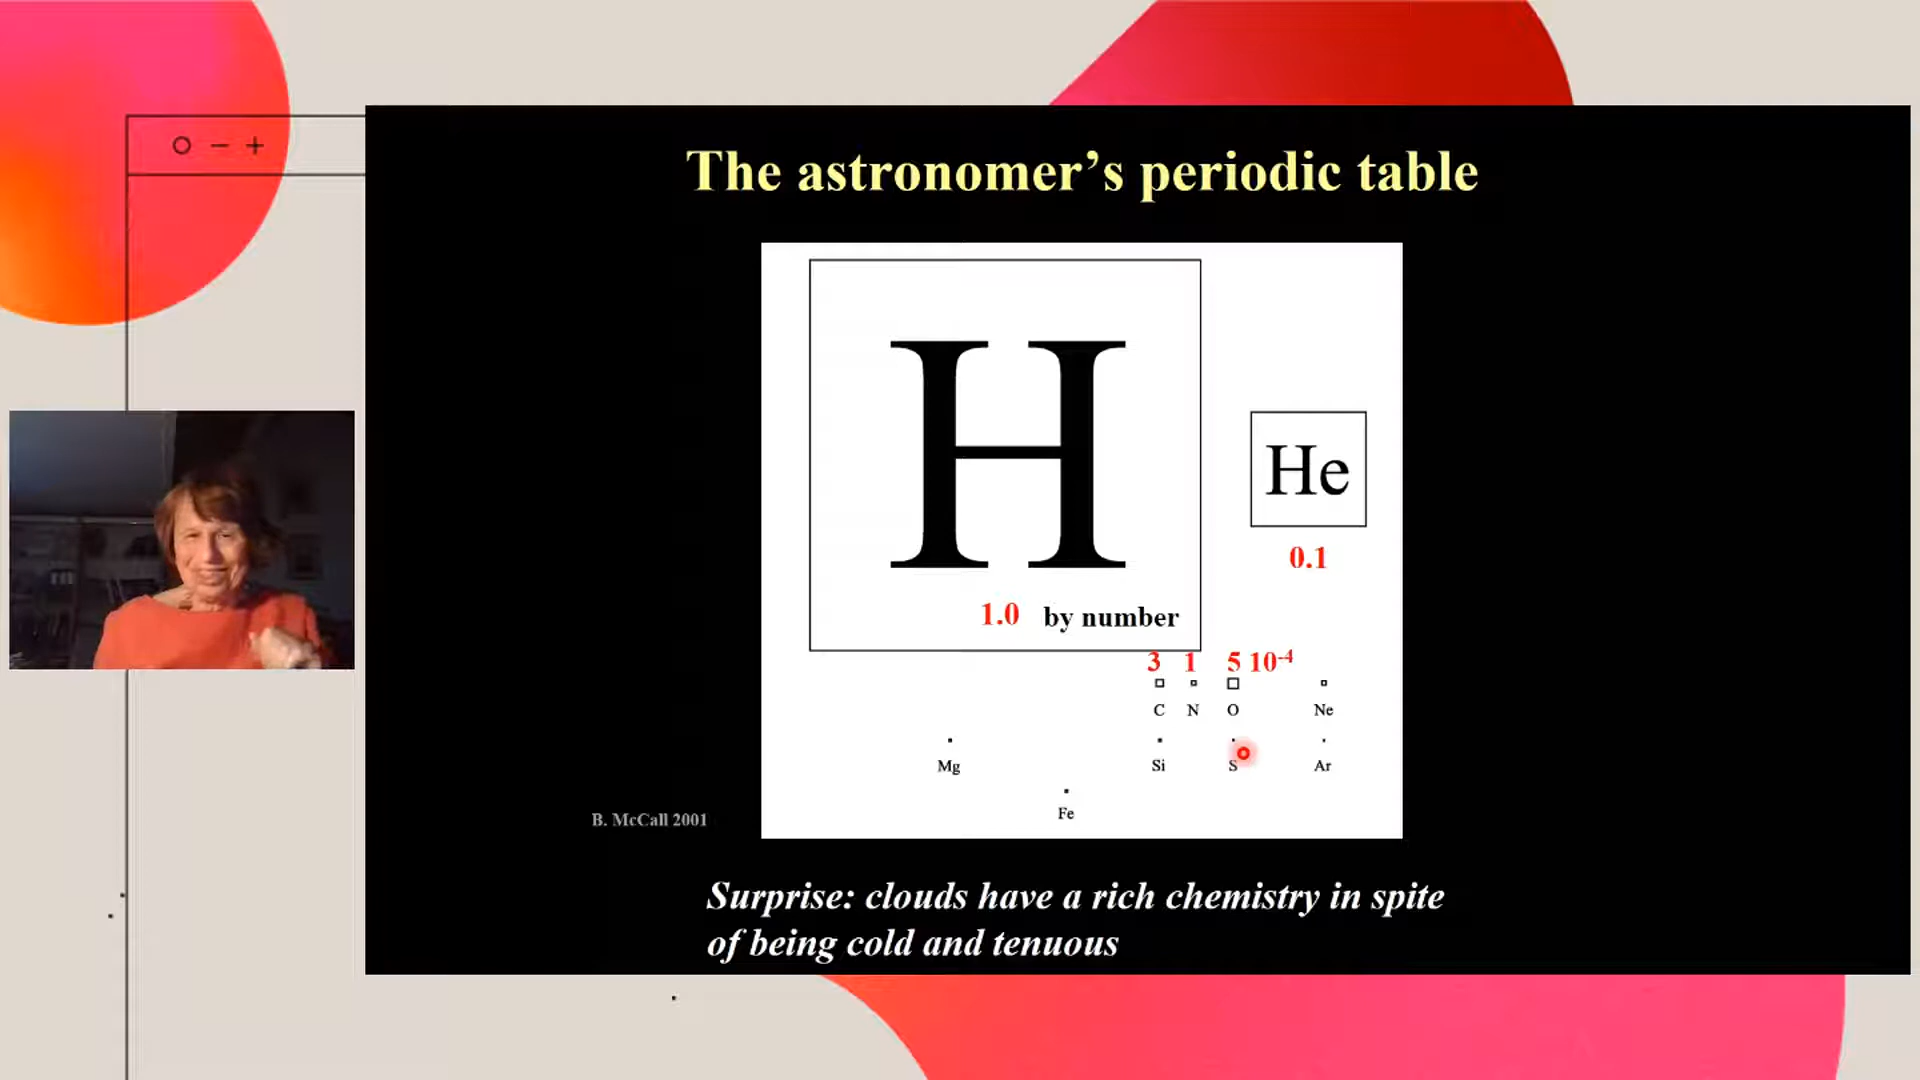 The astronomer's periodic table
H
He
0.1
1.0 by number
3 1 5 10⁻⁴
C N O Ne
Mg Si S Ar
Fe
B. McCall 2001
Surprise: clouds have a rich chemistry in spite
of being cold and tenuous